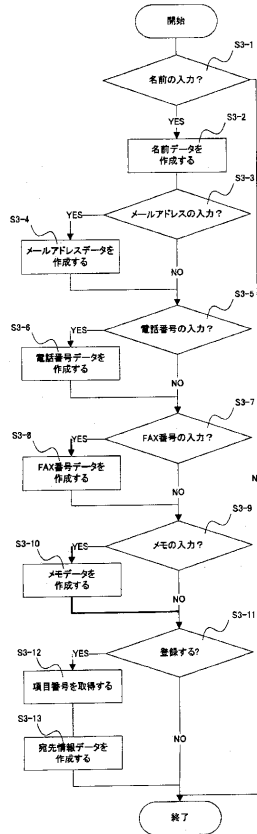 開始
S3-1
名前の入力?
YES
S3-2
名前データを
作成する
S3-3
メールアドレスの入力?
S3-4
YES
メールアドレスデータを
作成する
NO
S3-5
電話番号の入力?
S3-6
YES
電話番号データを
作成する
NO
S3-7
FAX番号の入力?
S3-8
YES
FAX番号データを
作成する
NO
N
S3-9
メモの入力?
S3-10
YES
メモデータを
作成する
NO
S3-11
登録する?
S3-12
YES
項目番号を取得する
S3-13
宛先情報データを
作成する
NO
終了